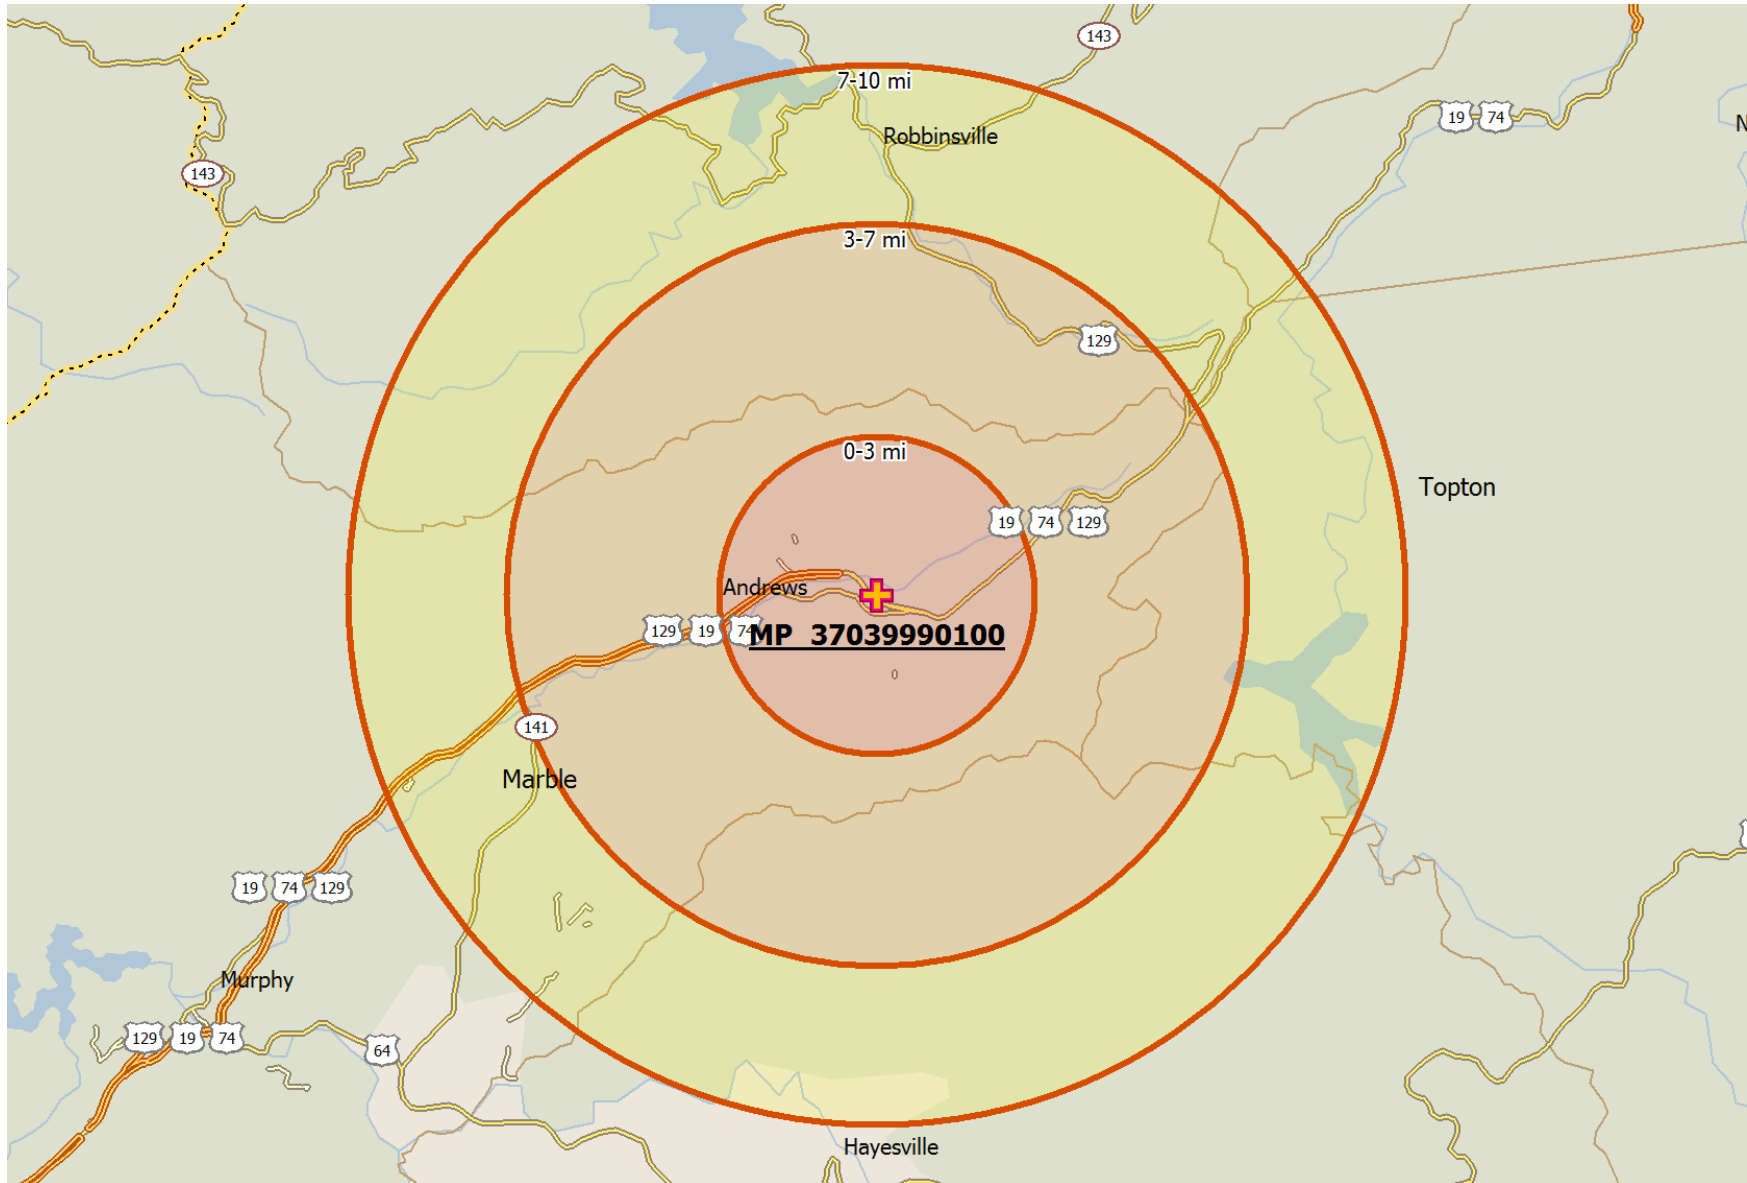 143
7-10 mi
19 74
Robbinsville
N
143
3-7 mi
129
0-3 mi
Topton
19 74 129
Andrews
129 19 74
MP 37039990100
141
Marble
19 74 129
Murphy
129 19 74
64
Hayesville